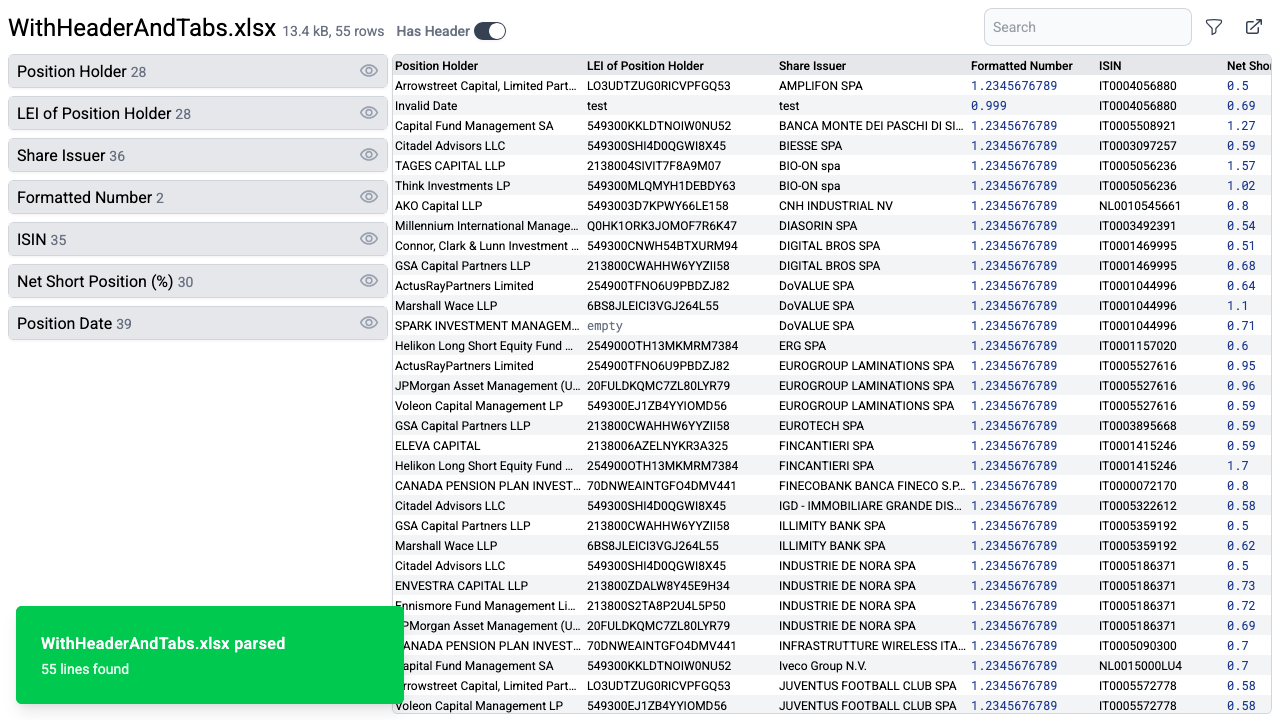 WithHeaderAndTabs.xlsx 13.4 kB, 55 rows Has Header
Search
Position Holder 28
LEI of Position Holder 28
Share Issuer 36
Formatted Number 2
ISIN 35
Net Short Position (%) 30
Position Date 39
Position Holder LEI of Position Holder Share Issuer Formatted Number ISIN Net Sho
Arrowstreet Capital, Limited Part... LO3UDTZUG0RICVPFGQ53 AMPLIFON SPA 1.2345676789 IT0004056880 0.5
Invalid Date test test 0.999 IT0004056880 0.69
Capital Fund Management SA 549300KKLDTNOIW0NU52 BANCA MONTE DEI PASCHI DI SI... 1.2345676789 IT0005508921 1.27
Citadel Advisors LLC 549300SHI4D0QGWI8X45 BIESSE SPA 1.2345676789 IT0003097257 0.59
TAGES CAPITAL LLP 2138004SIVIT7F8A9M07 BIO-ON spa 1.2345676789 IT0005056236 1.57
Think Investments LP 549300MLQMYH1DEBDY63 BIO-ON spa 1.2345676789 IT0005056236 1.02
AKO Capital LLP 5493003D7KPWY66LE158 CNH INDUSTRIAL NV 1.2345676789 NL0010545661 0.8
Millennium International Manage... Q0HK1ORK3JOMOF7R6K47 DIASORIN SPA 1.2345676789 IT0003492391 0.54
Connor, Clark & Lunn Investment ... 549300CNWH54BTXURM94 DIGITAL BROS SPA 1.2345676789 IT0001469995 0.51
GSA Capital Partners LLP 213800CWAHHW6YYZII58 DIGITAL BROS SPA 1.2345676789 IT0001469995 0.68
ActusRayPartners Limited 254900TFNO6U9PBDZJ82 DoVALUE SPA 1.2345676789 IT0001044996 0.64
Marshall Wace LLP 6BS8JLEICI3VGJ264L55 DoVALUE SPA 1.2345676789 IT0001044996 1.1
SPARK INVESTMENT MANAGEM... empty DoVALUE SPA 1.2345676789 IT0001044996 0.71
Helikon Long Short Equity Fund ... 254900OTH13MKMRM7384 ERG SPA 1.2345676789 IT0001157020 0.6
ActusRayPartners Limited 254900TFNO6U9PBDZJ82 EUROGROUP LAMINATIONS SPA 1.2345676789 IT0005527616 0.95
JPMorgan Asset Management (U... 20FULDKQMC7ZL80LYR79 EUROGROUP LAMINATIONS SPA 1.2345676789 IT0005527616 0.96
Voleon Capital Management LP 549300EJ1ZB4YYIOMD56 EUROGROUP LAMINATIONS SPA 1.2345676789 IT0005527616 0.59
GSA Capital Partners LLP 213800CWAHHW6YYZII58 EUROTECH SPA 1.2345676789 IT0003895668 0.59
ELEVA CAPITAL 2138006AZELNYKR3A325 FINCANTIERI SPA 1.2345676789 IT0001415246 0.59
Helikon Long Short Equity Fund ... 254900OTH13MKMRM7384 FINCANTIERI SPA 1.2345676789 IT0001415246 1.7
CANADA PENSION PLAN INVEST... 70DNWEAINTGFO4DMV441 FINECOBANK BANCA FINECO S.P... 1.2345676789 IT0000072170 0.8
Citadel Advisors LLC 549300SHI4D0QGWI8X45 IGD - IMMOBILIARE GRANDE DIS... 1.2345676789 IT0005322612 0.58
GSA Capital Partners LLP 213800CWAHHW6YYZII58 ILLIMITY BANK SPA 1.2345676789 IT0005359192 0.5
Marshall Wace LLP 6BS8JLEICI3VGJ264L55 ILLIMITY BANK SPA 1.2345676789 IT0005359192 0.62
Citadel Advisors LLC 549300SHI4D0QGWI8X45 INDUSTRIE DE NORA SPA 1.2345676789 IT0005186371 0.5
ENVESTRA CAPITAL LLP 213800ZDALW8Y45E9H34 INDUSTRIE DE NORA SPA 1.2345676789 IT0005186371 0.73
Ennismore Fund Management Li... 213800S2TA8P2U4L5P50 INDUSTRIE DE NORA SPA 1.2345676789 IT0005186371 0.72
PMorgan Asset Management (U... 20FULDKQMC7ZL80LYR79 INDUSTRIE DE NORA SPA 1.2345676789 IT0005186371 0.69
ANADA PENSION PLAN INVEST... 70DNWEAINTGFO4DMV441 INFRASTRUTTURE WIRELESS ITA... 1.2345676789 IT0005090300 0.7
apital Fund Management SA 549300KKLDTNOIW0NU52 Iveco Group N.V. 1.2345676789 NL0015000LU4 0.7
rrowstreet Capital, Limited Part... LO3UDTZUG0RICVPFGQ53 JUVENTUS FOOTBALL CLUB SPA 1.2345676789 IT0005572778 0.58
Voleon Capital Management LP 549300EJ1ZB4YYIOMD56 JUVENTUS FOOTBALL CLUB SPA 1.2345676789 IT0005572778 0.58
WithHeaderAndTabs.xlsx parsed
55 lines found